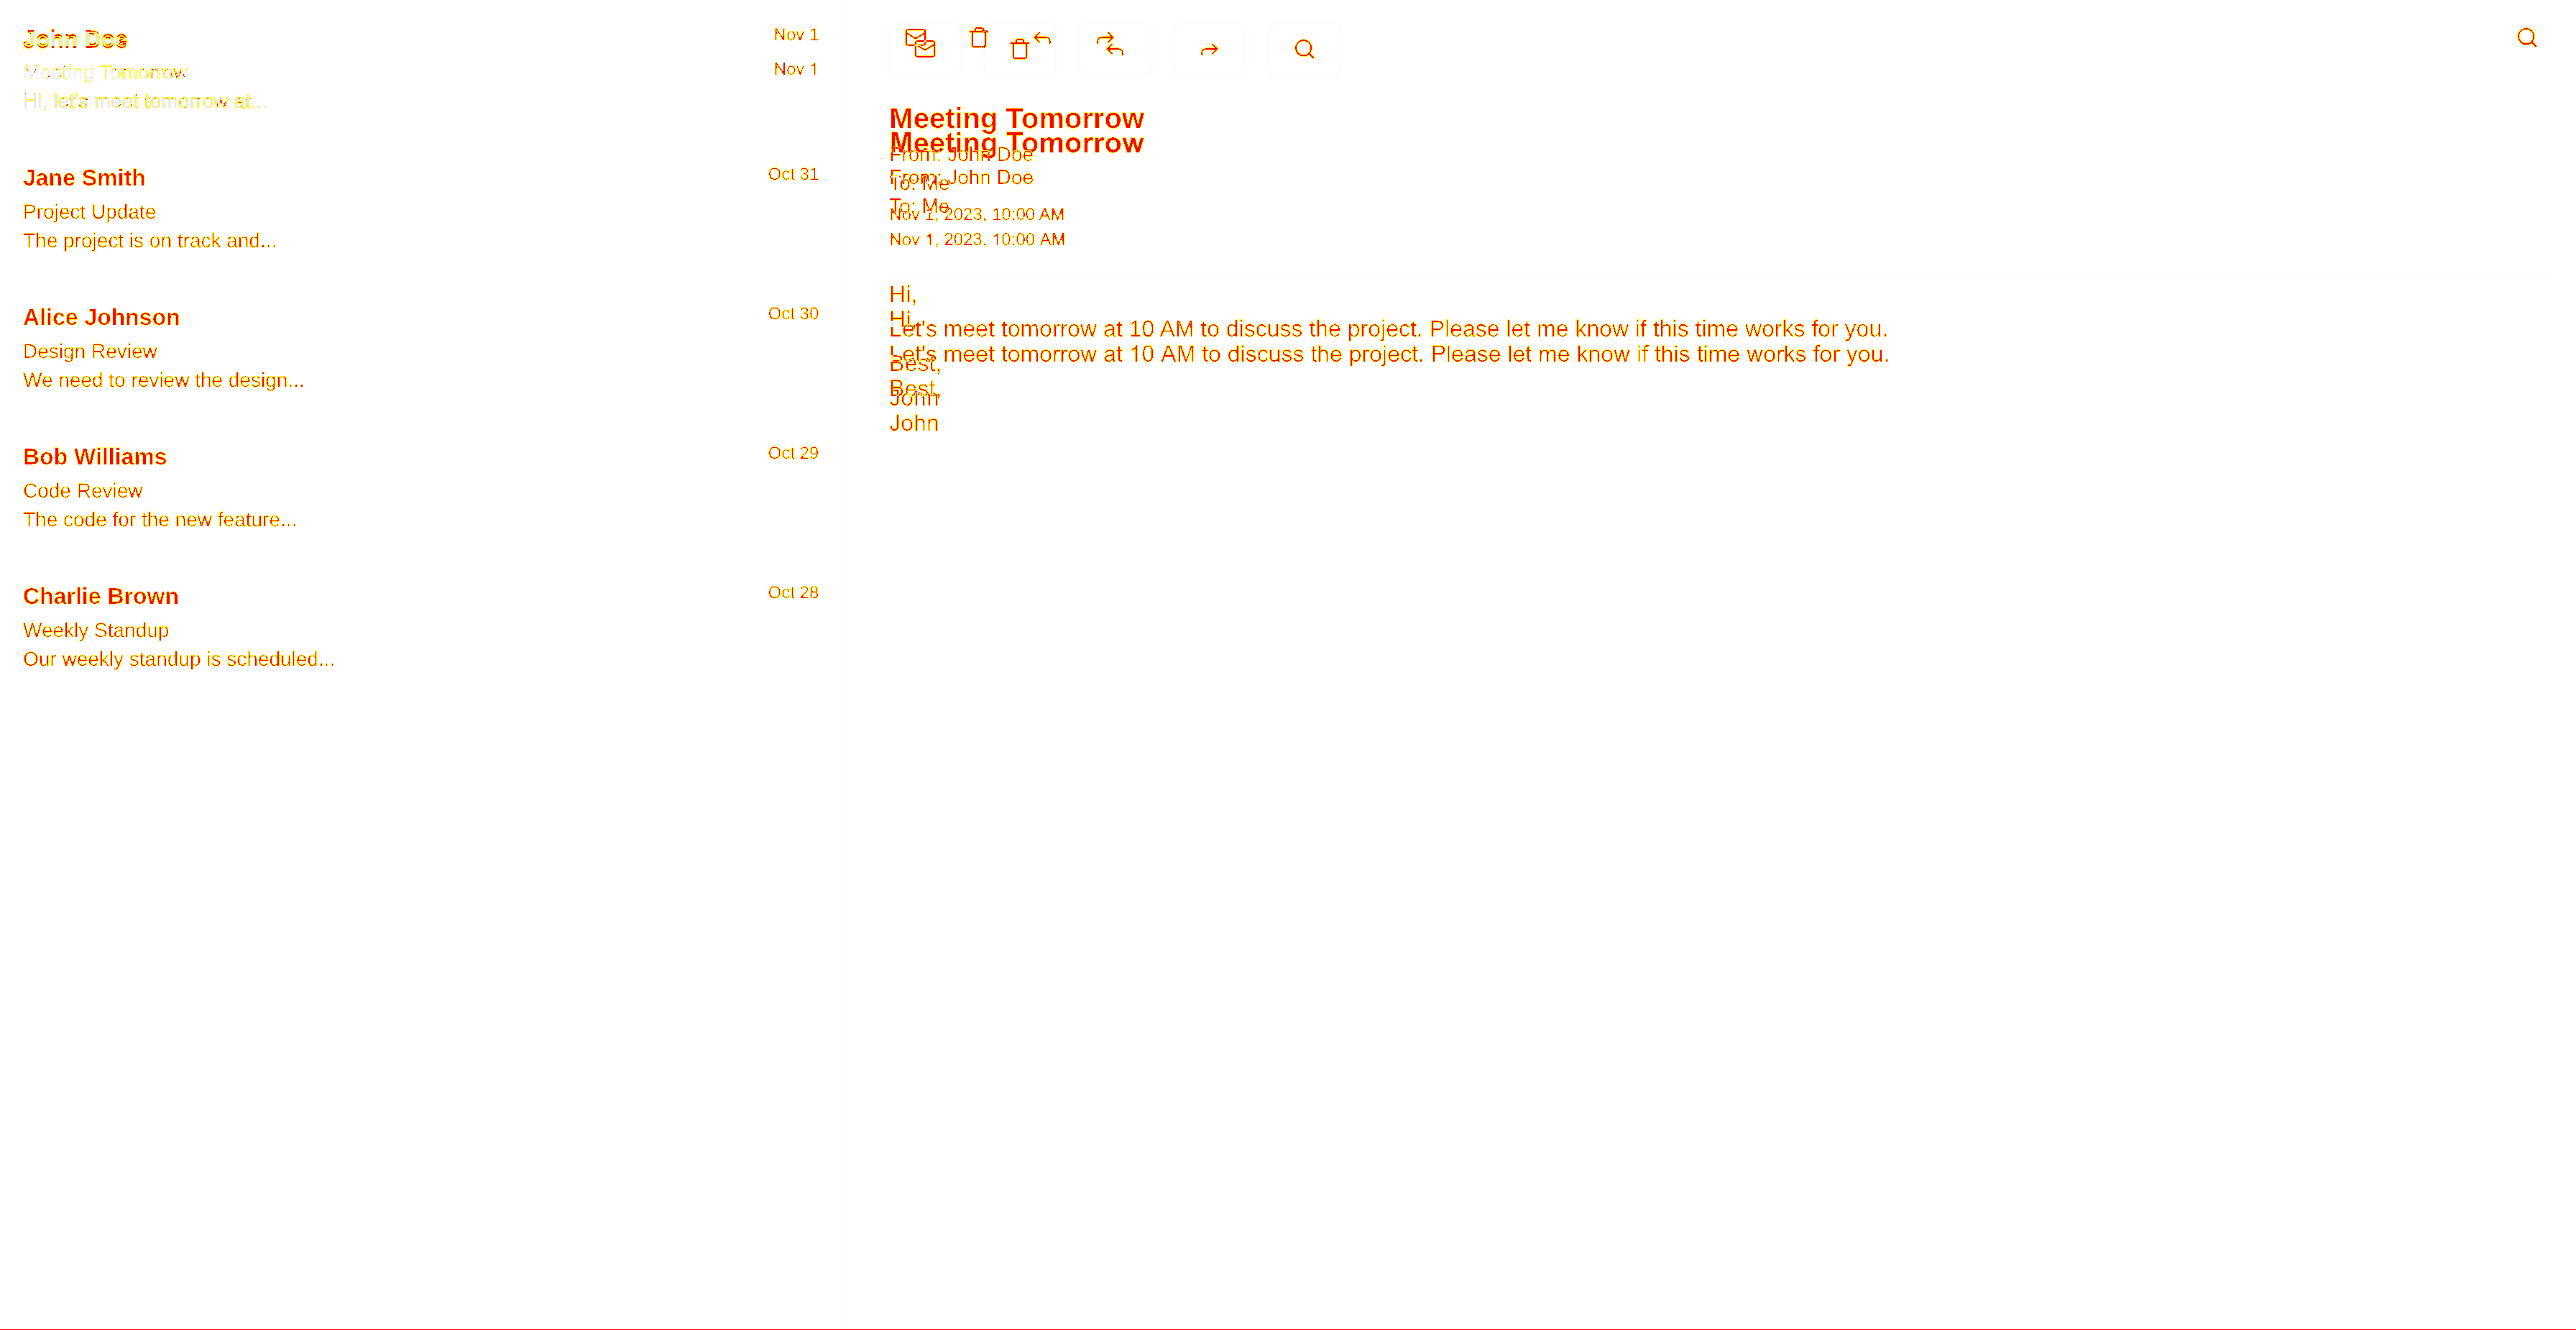 John Doe
Nov 1
Meeting Tomorrow
Nov 1
Hi, let's meet tomorrow at...
Jane Smith
Oct 31
Project Update
The project is on track and...
Alice Johnson
Oct 30
Design Review
We need to review the design...
Bob Williams
Oct 29
Code Review
The code for the new feature...
Charlie Brown
Oct 28
Weekly Standup
Our weekly standup is scheduled...
Meeting Tomorrow
Meeting Tomorrow
From: John Doe
From: John Doe
To: Me
To: Me
Nov 1, 2023, 10:00 AM
Nov 1, 2023, 10:00 AM
Hi,
Hi,
Let's meet tomorrow at 10 AM to discuss the project. Please let me know if this time works for you.
Let's meet tomorrow at 10 AM to discuss the project. Please let me know if this time works for you.
Best,
Best,
John
John